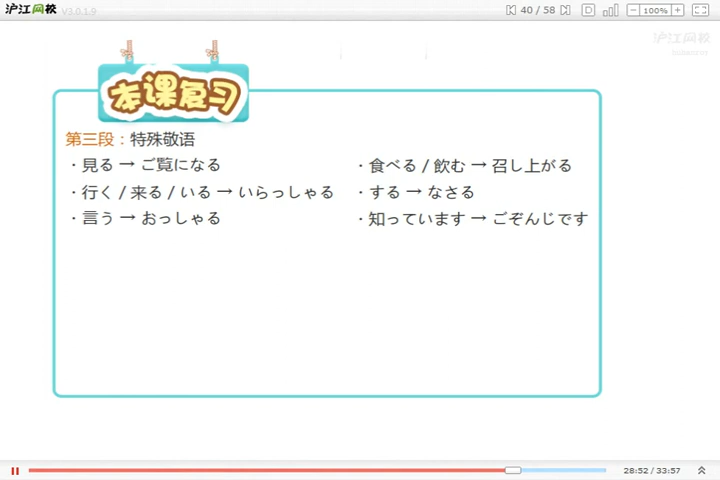 沪江网校 V3.0.1.9
40 / 58
D
100%
沪江网校
本课复习
第三段：特殊敬语
・見る → ご覧になる
・食べる / 飲む → 召し上がる
・行く / 来る / いる → いらっしゃる
・する → なさる
・言う → おっしゃる
・知っています → ごぞんじです
28:52 / 33:57